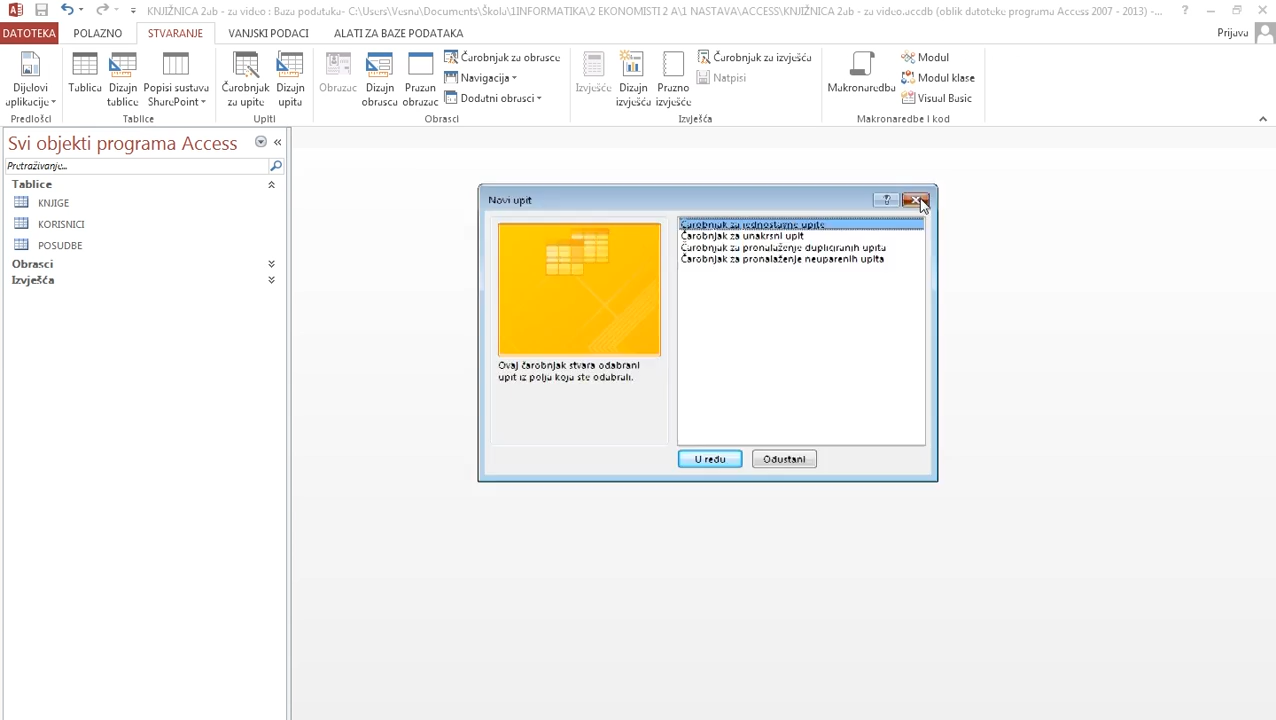 KNJIŽNICA 2ab - za video : Baza podataka- C:\Users\Vesna\Documents\Škola\1INFORMATIKA\2 EKONOMISTI 2 A\1 NASTAVA\ACCESS\KNJIŽNICA 2ab - za video.accdb (oblik datoteke programa Access 2007 - 2013) -...
DATOTEKA POLAZNO STVARANJE VANJSKI PODACI ALATI ZA BAZE PODATAKA Prijava
Dijelovi aplikacije
Tablica
Dizajn tablice
Popisi sustava SharePoint
Čarobnjak za upite
Dizajn upita
Obrazac
Dizajn obrasca
Prazan obrazac
Čarobnjak za obrasce
Navigacija
Dodatni obrasci
Izvješće
Dizajn izvješća
Prazno izvješće
Čarobnjak za izvješća
Natpisi
Makronaredba
Modul
Modul klase
Visual Basic
Predlošci Tablice Upiti Obrasci Izvješća Makronaredbe i kod
Svi objekti programa Access
Pretraživanje...
Tablice
KNJIGE
KORISNICI
POSUDBE
Obrasci
Izvješća
Novi upit
Čarobnjak za jednostavne upite
Čarobnjak za unakrsni upit
Čarobnjak za pronalaženje dupliciranih upita
Čarobnjak za pronalaženje neuparenih upita
Ovaj čarobnjak stvara odabrani
upit iz polja koja ste odabrali.
U redu Odustani